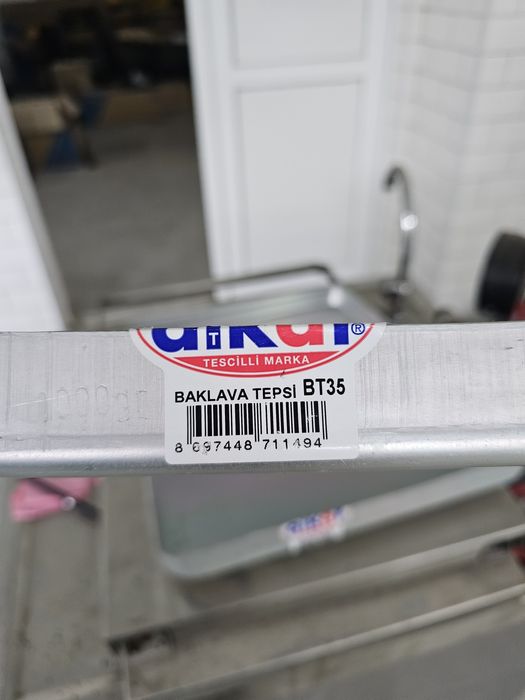 ®
TESCİLLİ MARKA
BAKLAVA TEPSİ BT35
8 697448 711494